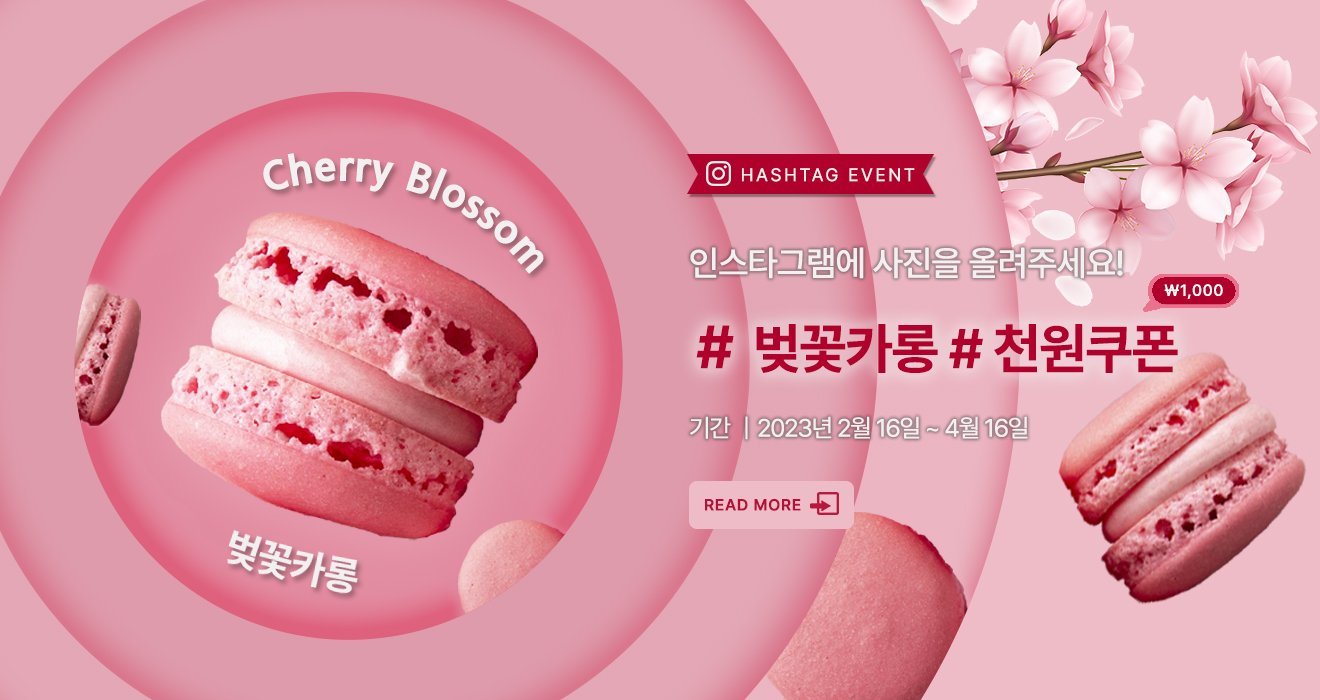 Cherry Blossom
벚꽃카롱
HASHTAG EVENT
인스타그램에 사진을 올려주세요!
₩1,000
# 벚꽃카롱 # 천원쿠폰
기간 | 2023년 2월 16일 ~ 4월 16일
READ MORE